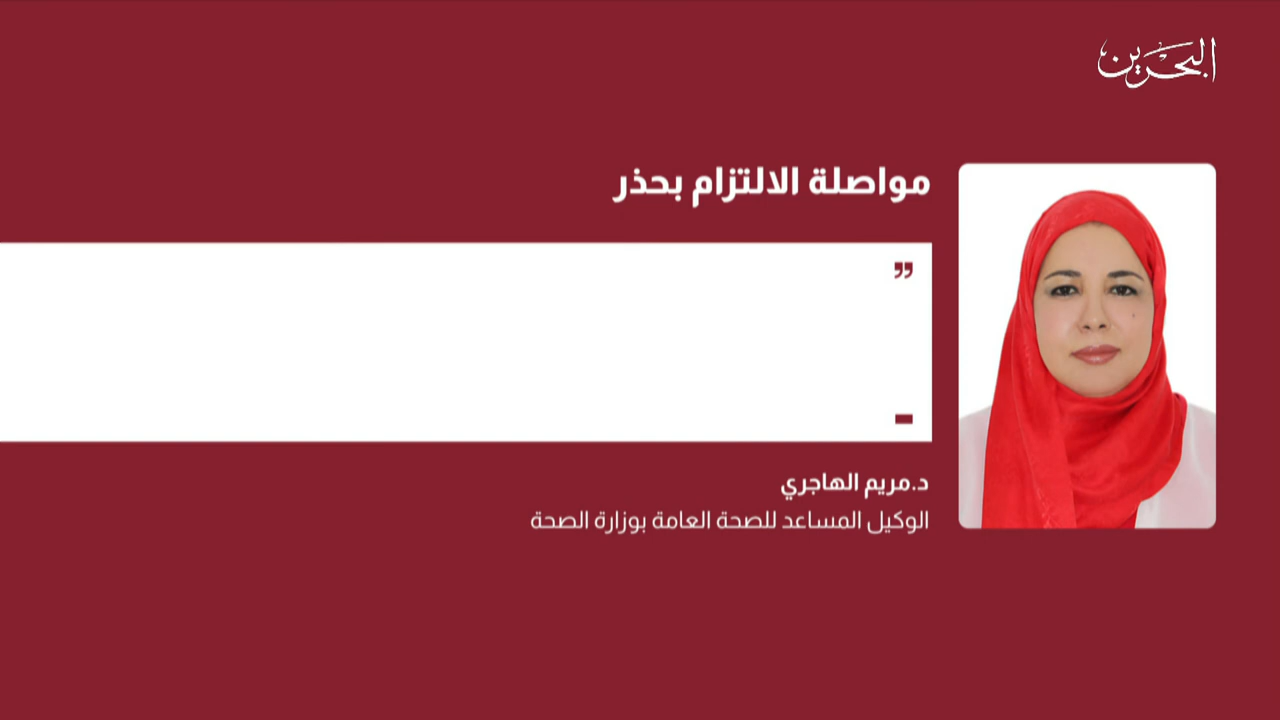 البحرين
مواصلة الالتزام بحذر
”
د.مريم الهاجري
الوكيل المساعد للصحة العامة بوزارة الصحة